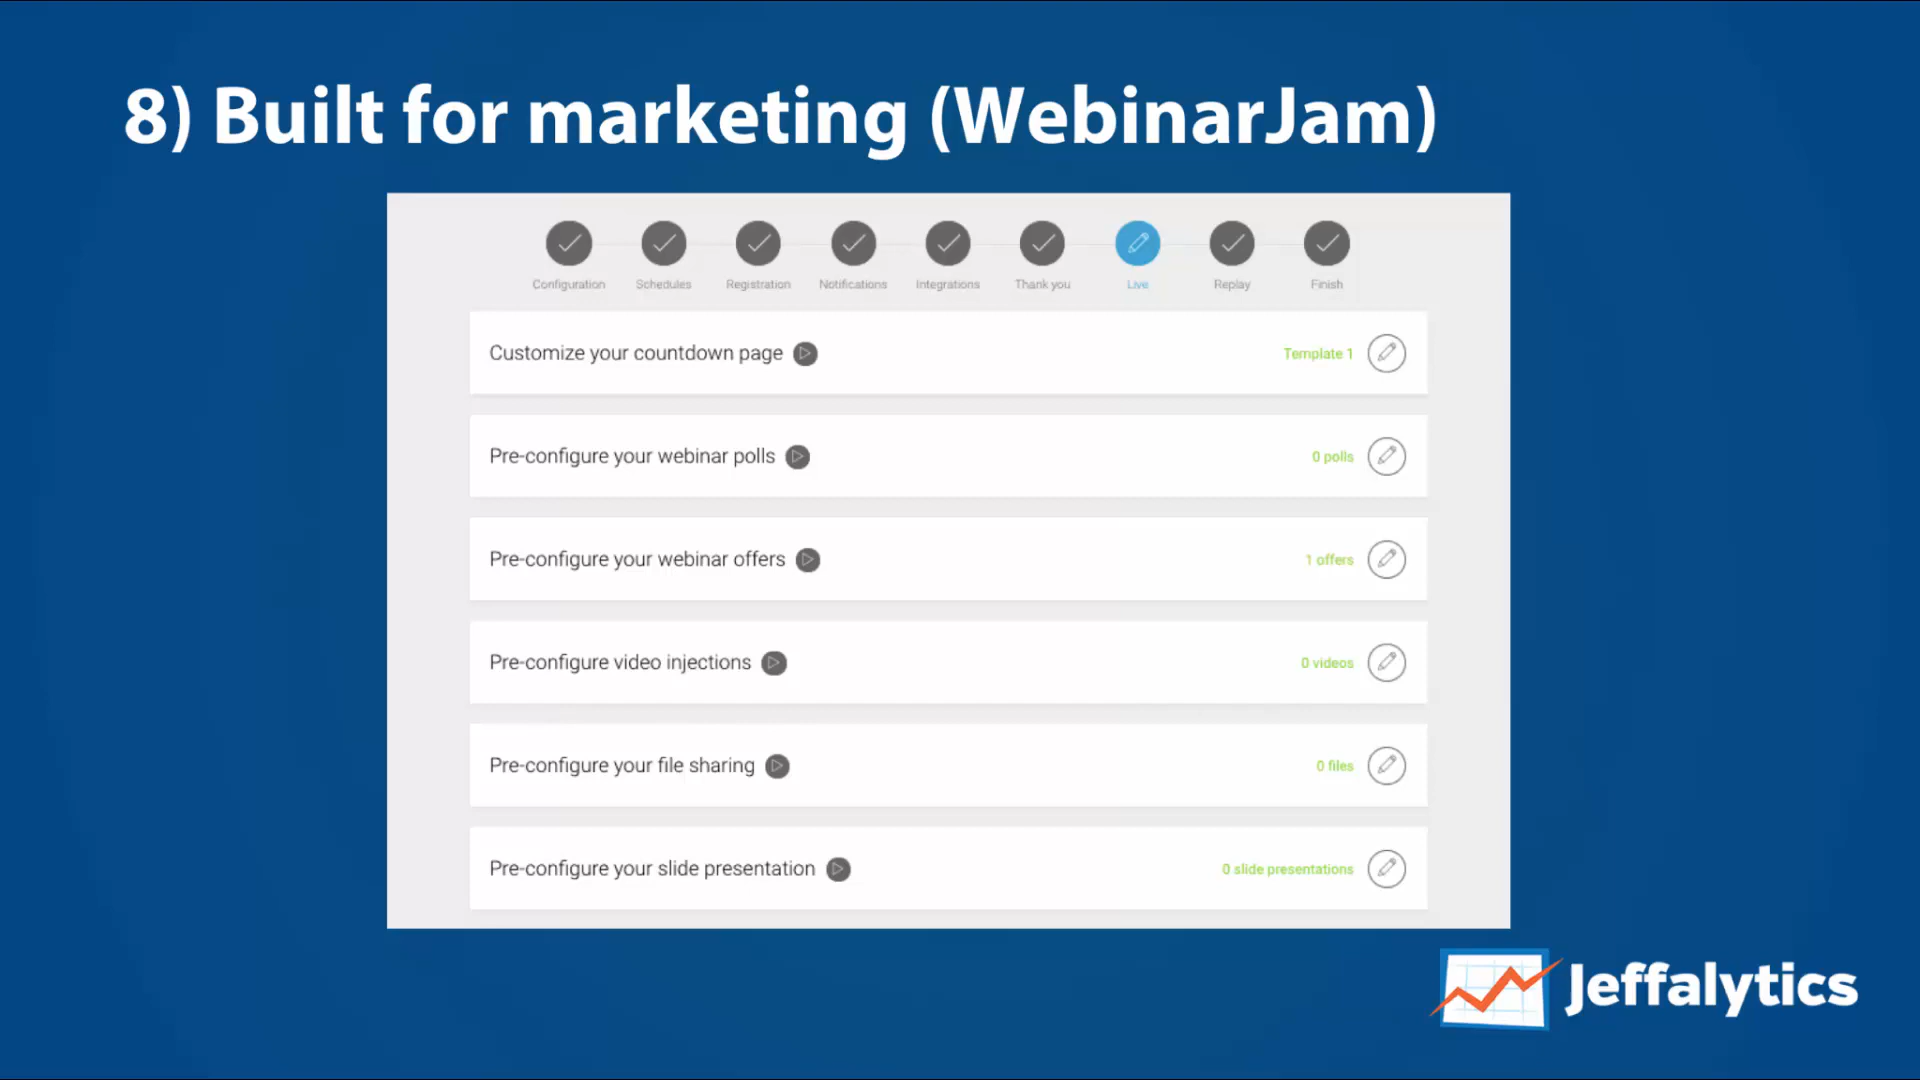 8) Built for marketing (WebinarJam)
Configuration Schedules Registration Notifications Integrations Thank you Live Replay Finish
Customize your countdown page Template 1
Pre-configure your webinar polls 0 polls
Pre-configure your webinar offers 1 offers
Pre-configure video injections 0 videos
Pre-configure your file sharing 0 files
Pre-configure your slide presentation 0 slide presentations
Jeffalytics